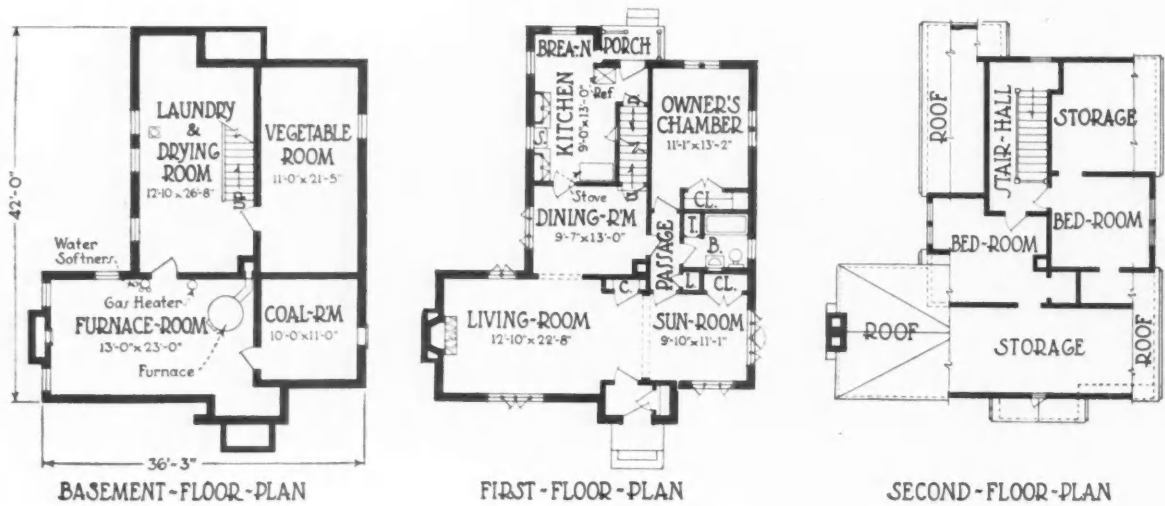 42'-0"
LAUNDRY
&
DRYING
ROOM
12'-10 x 26'-8"
UP
VEGETABLE
ROOM
11'-0" x 21'-5"
Water
Softners
Gas Heater
FURNACE-ROOM
13'-0" x 23'-0"
Furnace
COAL-R'M
10'-0" x 11'-0"
36'-3"
BASEMENT-FLOOR-PLAN
BREA-N
PORCH
KITCHEN
9'-0" x 13'-0"
Ref
S
D
U
Stove
OWNER'S
CHAMBER
11'-1" x 13'-2"
CL.
DINING-R'M
9'-7" x 13'-0"
PASSAGE
T.
B.
L.
CL.
C.
LIVING-ROOM
12'-10" x 22'-8"
SUN-ROOM
9'-10" x 11'-1"
FIRST-FLOOR-PLAN
ROOF
STAIR-HALL
STORAGE
BED-ROOM
BED-ROOM
ROOF
STORAGE
ROOF
SECOND-FLOOR-PLAN